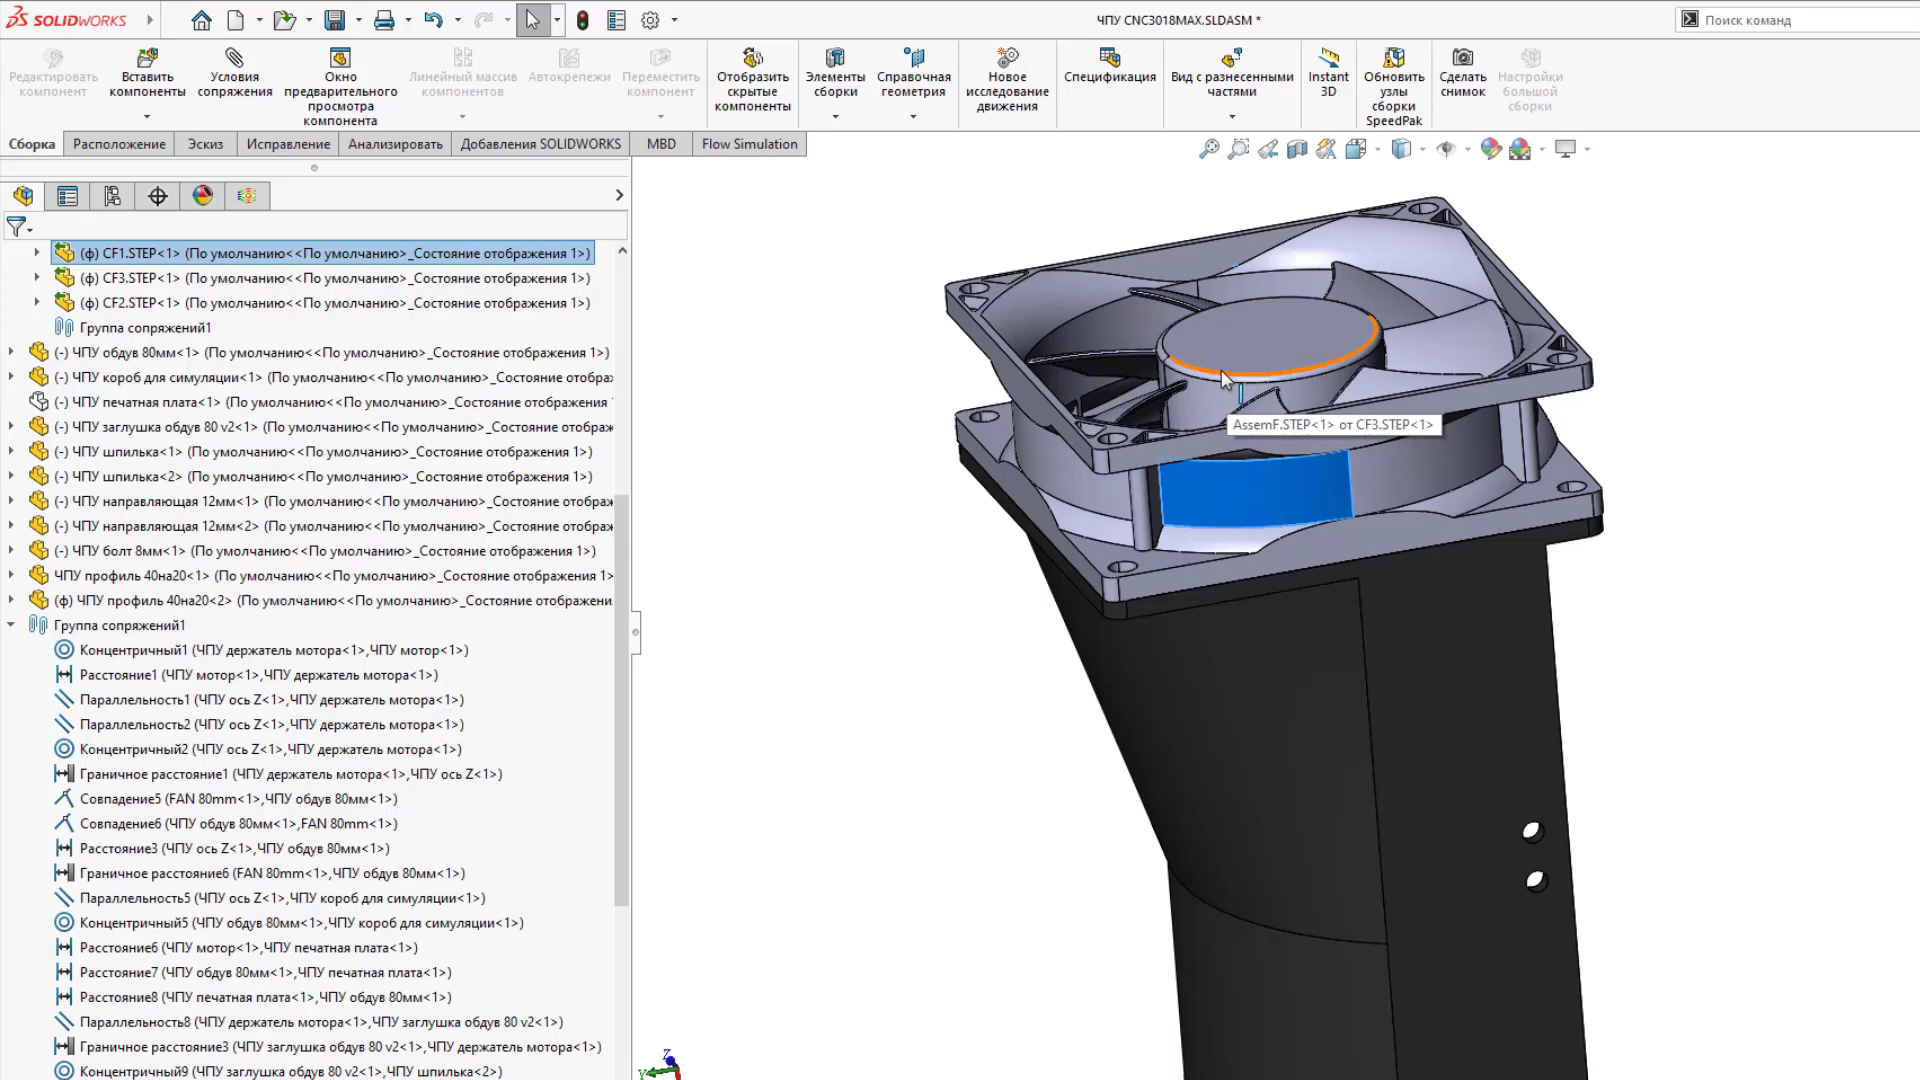 SOLIDWORKS
ЧПУ CNC3018MAX.SLDASM *
Поиск команд
Редактировать компонент
Вставить компоненты
Условия сопряжения
Окно предварительного просмотра компонента
Линейный массив компонентов
Автокрепежи
Переместить компонент
Отобразить скрытые компоненты
Элементы сборки
Справочная геометрия
Новое исследование движения
Спецификация
Вид с разнесенными частями
Instant 3D
Обновить узлы сборки SpeedPak
Сделать снимок
Настройки большой сборки
Сборка
Расположение
Эскиз
Исправление
Анализировать
Добавления SOLIDWORKS
MBD
Flow Simulation
(ф) CF1.STEP<1> (По умолчанию<<По умолчанию>_Состояние отображения 1>)
(ф) CF3.STEP<1> (По умолчанию<<По умолчанию>_Состояние отображения 1>)
(ф) CF2.STEP<1> (По умолчанию<<По умолчанию>_Состояние отображения 1>)
Группа сопряжений1
(-) ЧПУ обдув 80мм<1> (По умолчанию<<По умолчанию>_Состояние отображения 1>)
(-) ЧПУ короб для симуляции<1> (По умолчанию<<По умолчанию>_Состояние отобра:
(-) ЧПУ печатная плата<1> (По умолчанию<<По умолчанию>_Состояние отображения
(-) ЧПУ заглушка обдув 80 v2<1> (По умолчанию<<По умолчанию>_Состояние отобра:
(-) ЧПУ шпилька<1> (По умолчанию<<По умолчанию>_Состояние отображения 1>)
(-) ЧПУ шпилька<2> (По умолчанию<<По умолчанию>_Состояние отображения 1>)
(-) ЧПУ направляющая 12мм<1> (По умолчанию<<По умолчанию>_Состояние отображ
(-) ЧПУ направляющая 12мм<2> (По умолчанию<<По умолчанию>_Состояние отображ
(-) ЧПУ болт 8мм<1> (По умолчанию<<По умолчанию>_Состояние отображения 1>)
ЧПУ профиль 40на20<1> (По умолчанию<<По умолчанию>_Состояние отображения 1>
(ф) ЧПУ профиль 40на20<2> (По умолчанию<<По умолчанию>_Состояние отображени
Группа сопряжений1
Концентричный1 (ЧПУ держатель мотора<1>,ЧПУ мотор<1>)
Расстояние1 (ЧПУ мотор<1>,ЧПУ держатель мотора<1>)
Параллельность1 (ЧПУ ось Z<1>,ЧПУ держатель мотора<1>)
Параллельность2 (ЧПУ ось Z<1>,ЧПУ держатель мотора<1>)
Концентричный2 (ЧПУ ось Z<1>,ЧПУ держатель мотора<1>)
Граничное расстояние1 (ЧПУ держатель мотора<1>,ЧПУ ось Z<1>)
Совпадение5 (FAN 80mm<1>,ЧПУ обдув 80мм<1>)
Совпадение6 (ЧПУ обдув 80мм<1>,FAN 80mm<1>)
Расстояние3 (ЧПУ ось Z<1>,ЧПУ обдув 80мм<1>)
Граничное расстояние6 (FAN 80mm<1>,ЧПУ обдув 80мм<1>)
Параллельность5 (ЧПУ ось Z<1>,ЧПУ короб для симуляции<1>)
Концентричный5 (ЧПУ обдув 80мм<1>,ЧПУ короб для симуляции<1>)
Расстояние6 (ЧПУ мотор<1>,ЧПУ печатная плата<1>)
Расстояние7 (ЧПУ обдув 80мм<1>,ЧПУ печатная плата<1>)
Расстояние8 (ЧПУ печатная плата<1>,ЧПУ обдув 80мм<1>)
Параллельность8 (ЧПУ держатель мотора<1>,ЧПУ заглушка обдув 80 v2<1>)
Граничное расстояние3 (ЧПУ заглушка обдув 80 v2<1>,ЧПУ держатель мотора<1>)
Концентричный9 (ЧПУ заглушка обдув 80 v2<1>,ЧПУ шпилька<2>)
AssemF.STEP<1> от CF3.STEP<1>
Z
Y